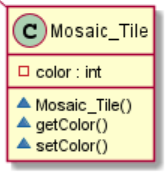 C Mosaic_Tile
color : int
Mosaic_Tile()
getColor()
setColor()